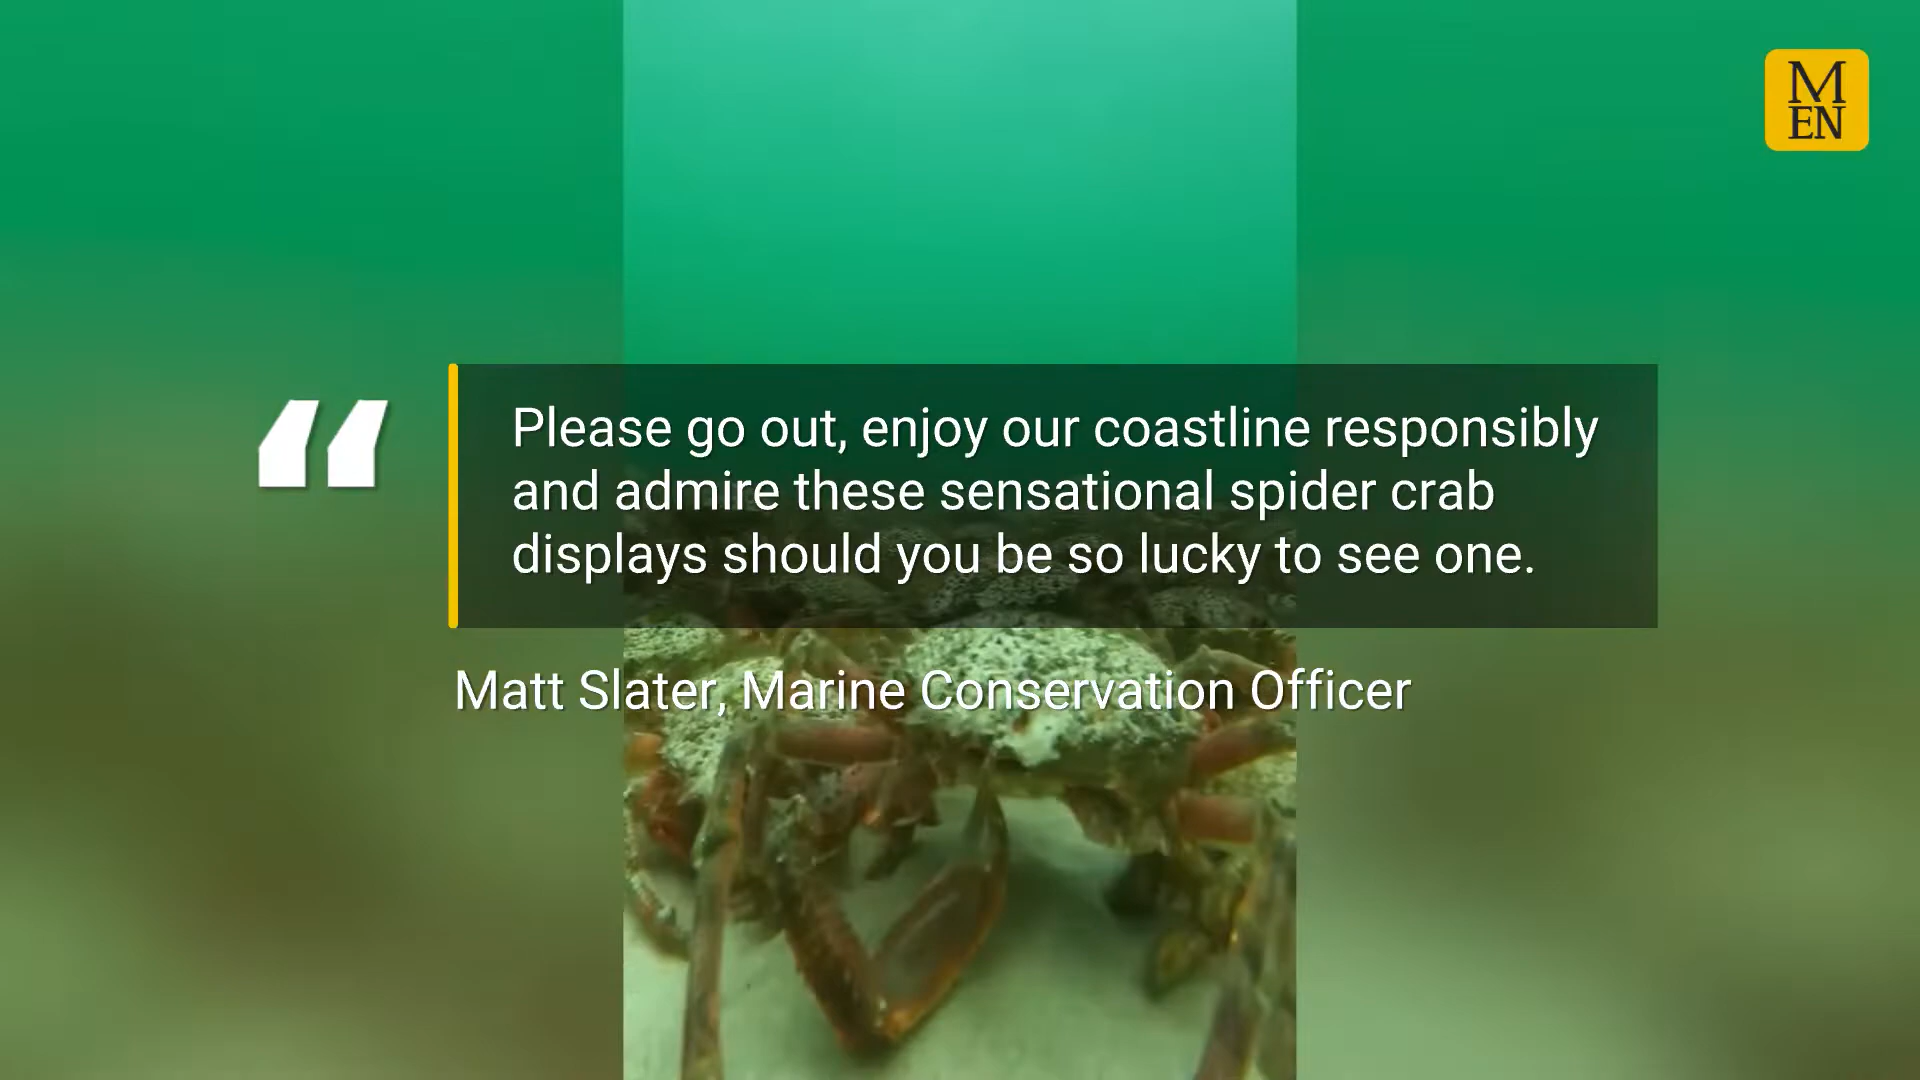 M
EN
“
Please go out, enjoy our coastline responsibly
and admire these sensational spider crab
displays should you be so lucky to see one.
Matt Slater, Marine Conservation Officer